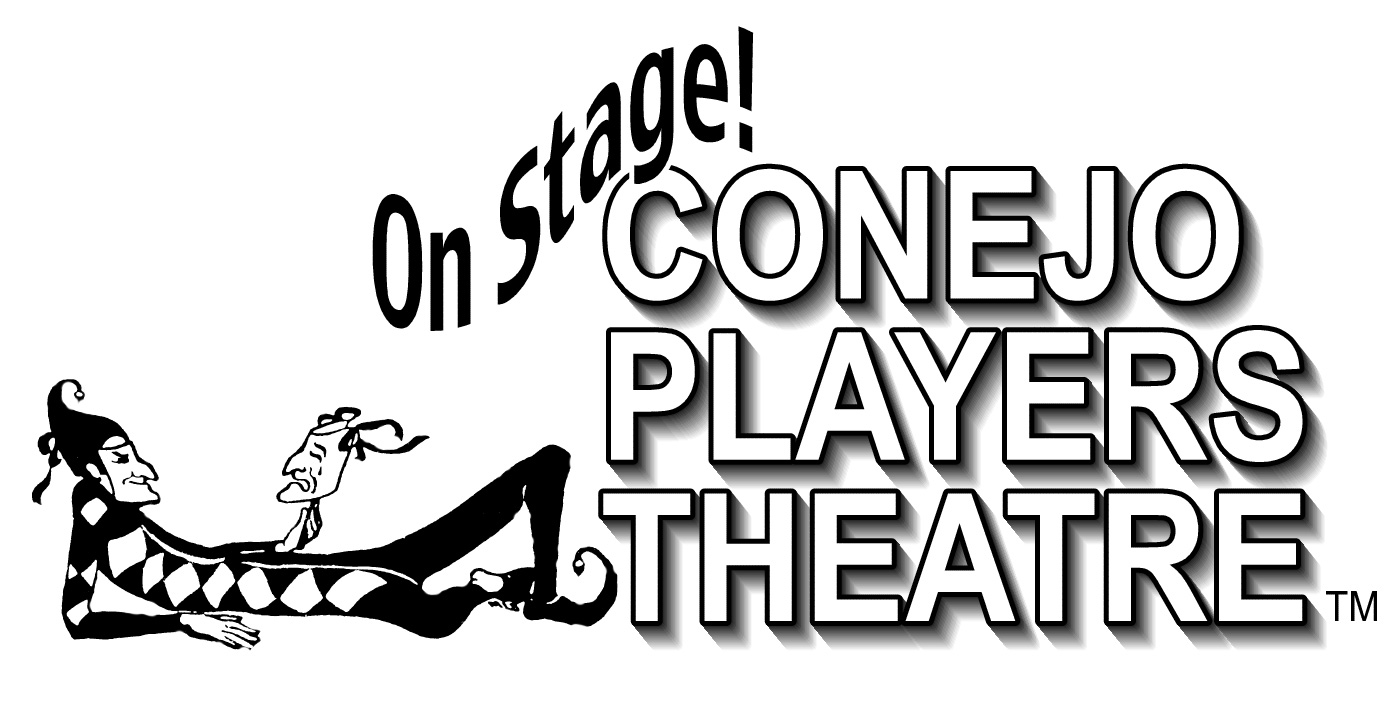 On Stage!
CONEJO
PLAYERS
THEATRE TM